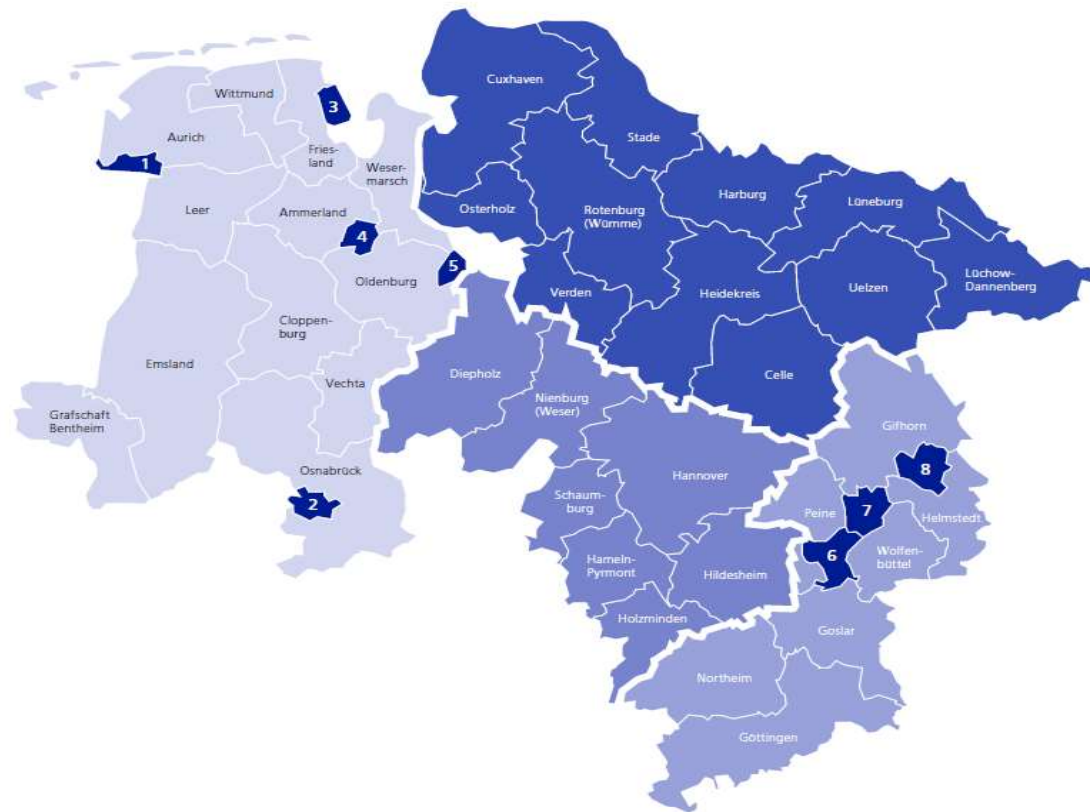 Cuxhaven
Wittmund
3
Stade
Aurich
1
Fries-
land
Weser-
marsch
Harburg
Leer
Ammerland
Osterholz
Rotenburg
(Wümme)
Lüneburg
4
5
Oldenburg
Verden
Heidekreis
Uelzen
Lüchow-
Dannenberg
Cloppen-
burg
Emsland
Vechta
Diepholz
Nienburg
(Weser)
Celle
Grafschaft
Bentheim
Gifhorn
Osnabrück
2
Hannover
8
Schaum-
burg
Peine
7
Helmstedt
Hameln-
Pyrmont
Hildesheim
6
Wolfen-
büttel
Holzminden
Goslar
Northeim
Göttingen